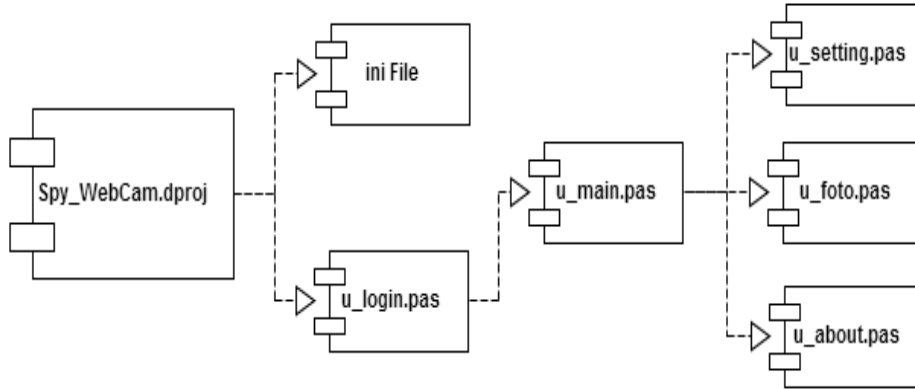 Spy_WebCam.dproj
ini File
u_login.pas
u_main.pas
u_setting.pas
u_foto.pas
u_about.pas